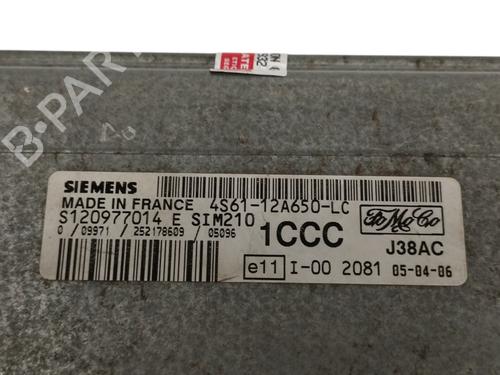 B-PARTS
SIEMENS
MADE IN FRANCE 4S61-12A650-LC
S120977014 E SIM210
0 / 09971 / 252178609 / 05096
1CCC
FoMoCo
J38AC
e11 I-00 2081 05-04-06